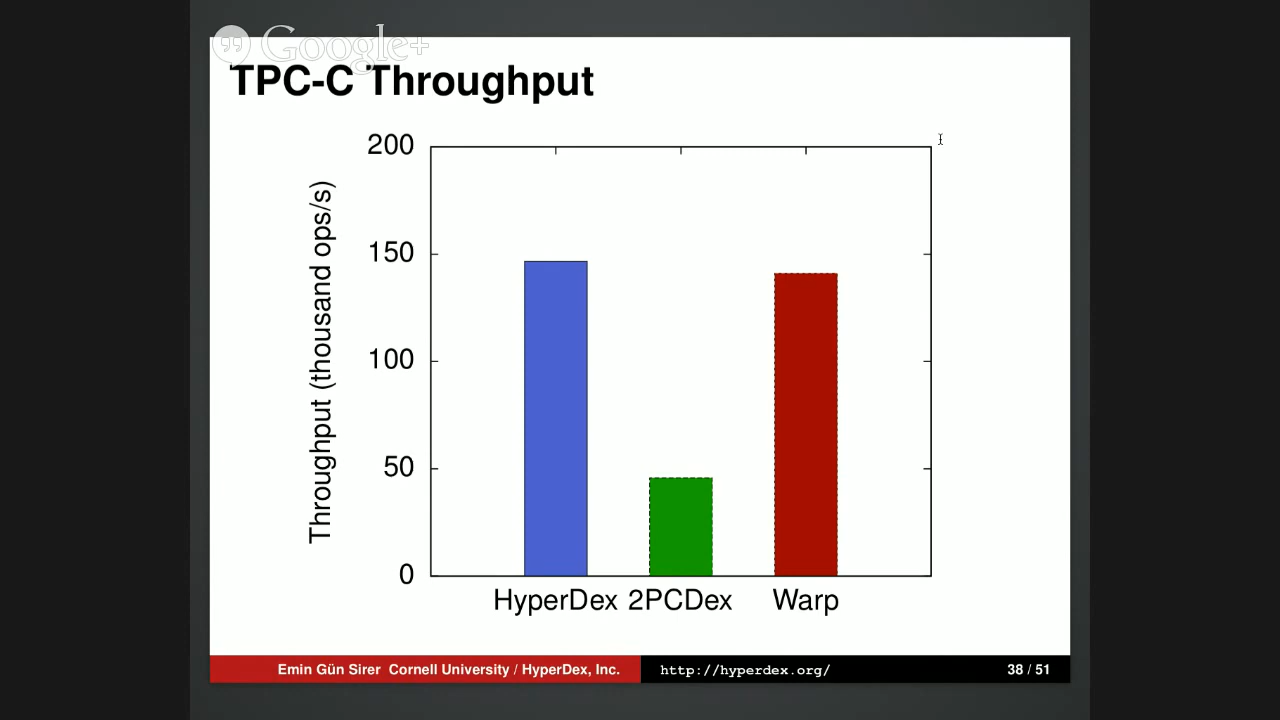 Google+
TPC-C Throughput
200
150
100
50
0
Throughput (thousand ops/s)
HyperDex 2PCDex Warp
Emin Gün Sirer Cornell University / HyperDex, Inc. http://hyperdex.org/ 38 / 51